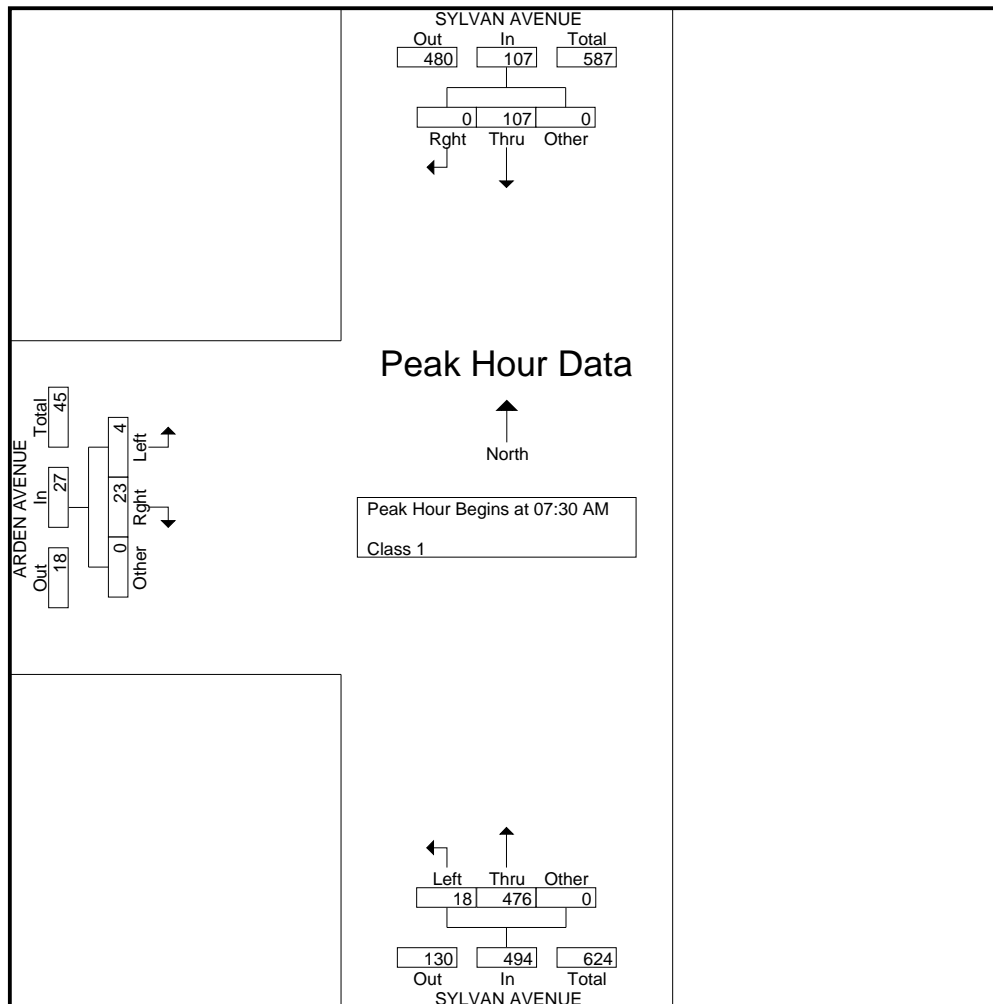 SYLVAN AVENUE
Out In Total
480 107 587
0 107 0
Rght Thru Other
Peak Hour Data
North
Peak Hour Begins at 07:30 AM
Class 1
ARDEN AVENUE
Out In Total
18 27 45
0 23 4
Other Rght Left
Left Thru Other
18 476 0
130 494 624
Out In Total
SYLVAN AVENUE